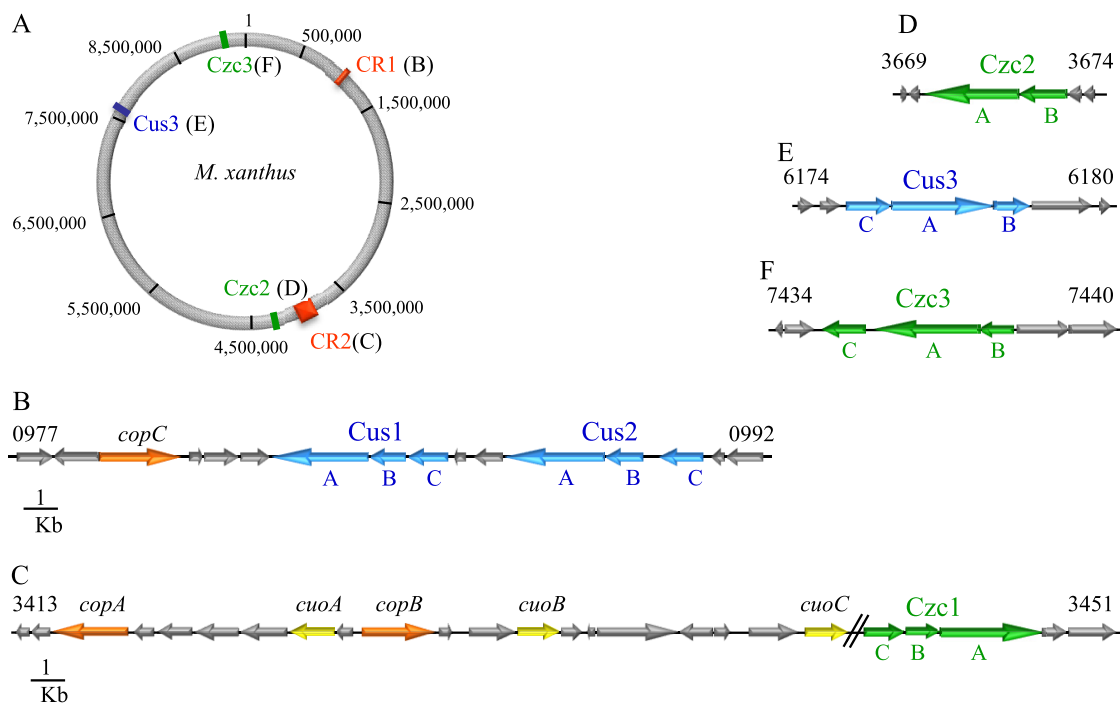 A
1
500,000
8,500,000
Czc3(F)
CR1 (B)
1,500,000
7,500,000
Cus3 (E)
M. xanthus
2,500,000
6,500,000
Czc2 (D)
3,500,000
5,500,000
4,500,000
CR2(C)
D
3669
Czc2
3674
A
B
E
6174
Cus3
6180
C
A
B
F
7434
Czc3
7440
C
A
B
B
0977
copC
Cus1
Cus2
0992
A
B
C
A
B
C
1
Kb
C
3413
copA
cuoA
copB
cuoB
cuoC
Czc1
3451
C
B
A
1
Kb